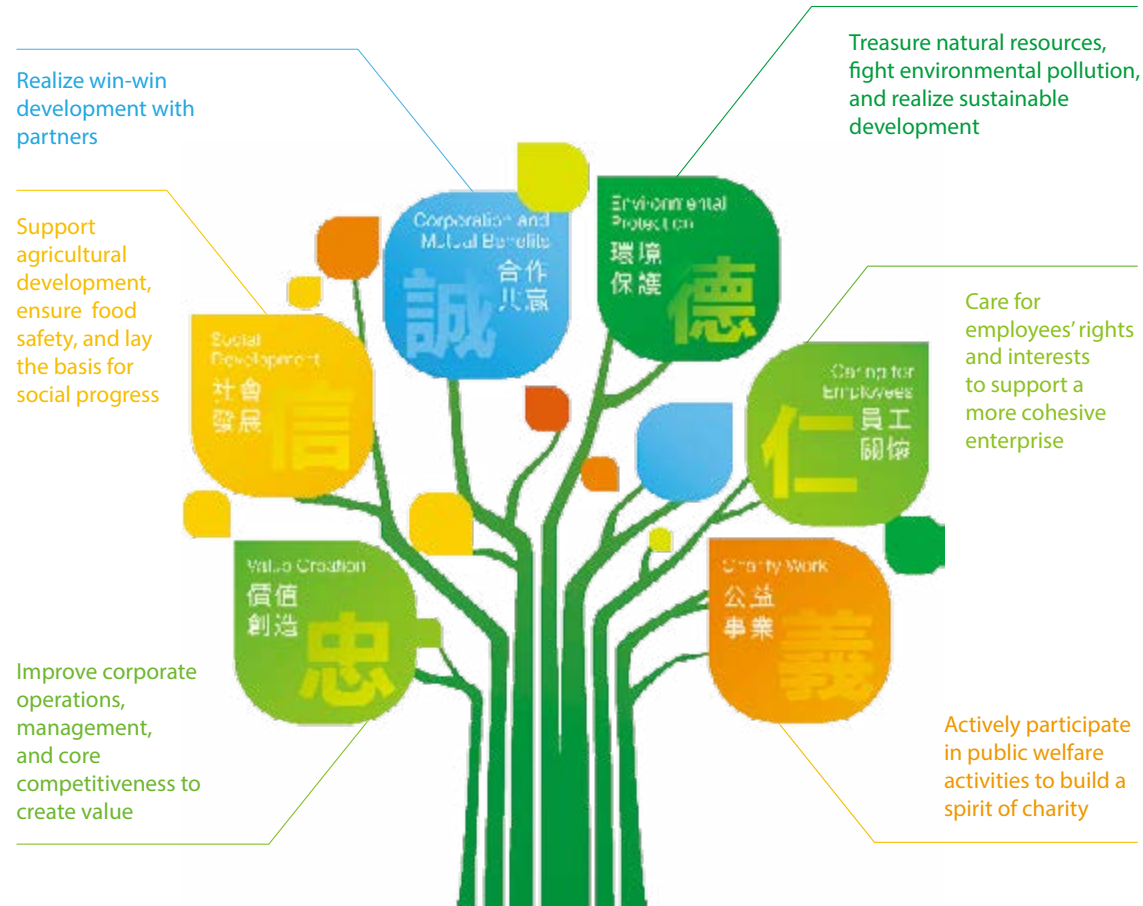 Realize win-win
development with
partners
Treasure natural resources,
fight environmental pollution,
and realize sustainable
development
Support
agricultural
development,
ensure food
safety, and lay
the basis for
social progress
Corporation and
Mutual Benefits
合作
共贏
誠
Environmental
Protection
環境
保護
德
Social
Development
社會
發展
信
Caring for
Employees
員工
關懷
仁
Care for
employees' rights
and interests
to support a
more cohesive
enterprise
Value Creation
價值
創造
忠
Charity Work
公益
事業
義
Improve corporate
operations,
management,
and core
competitiveness to
create value
Actively participate
in public welfare
activities to build a
spirit of charity